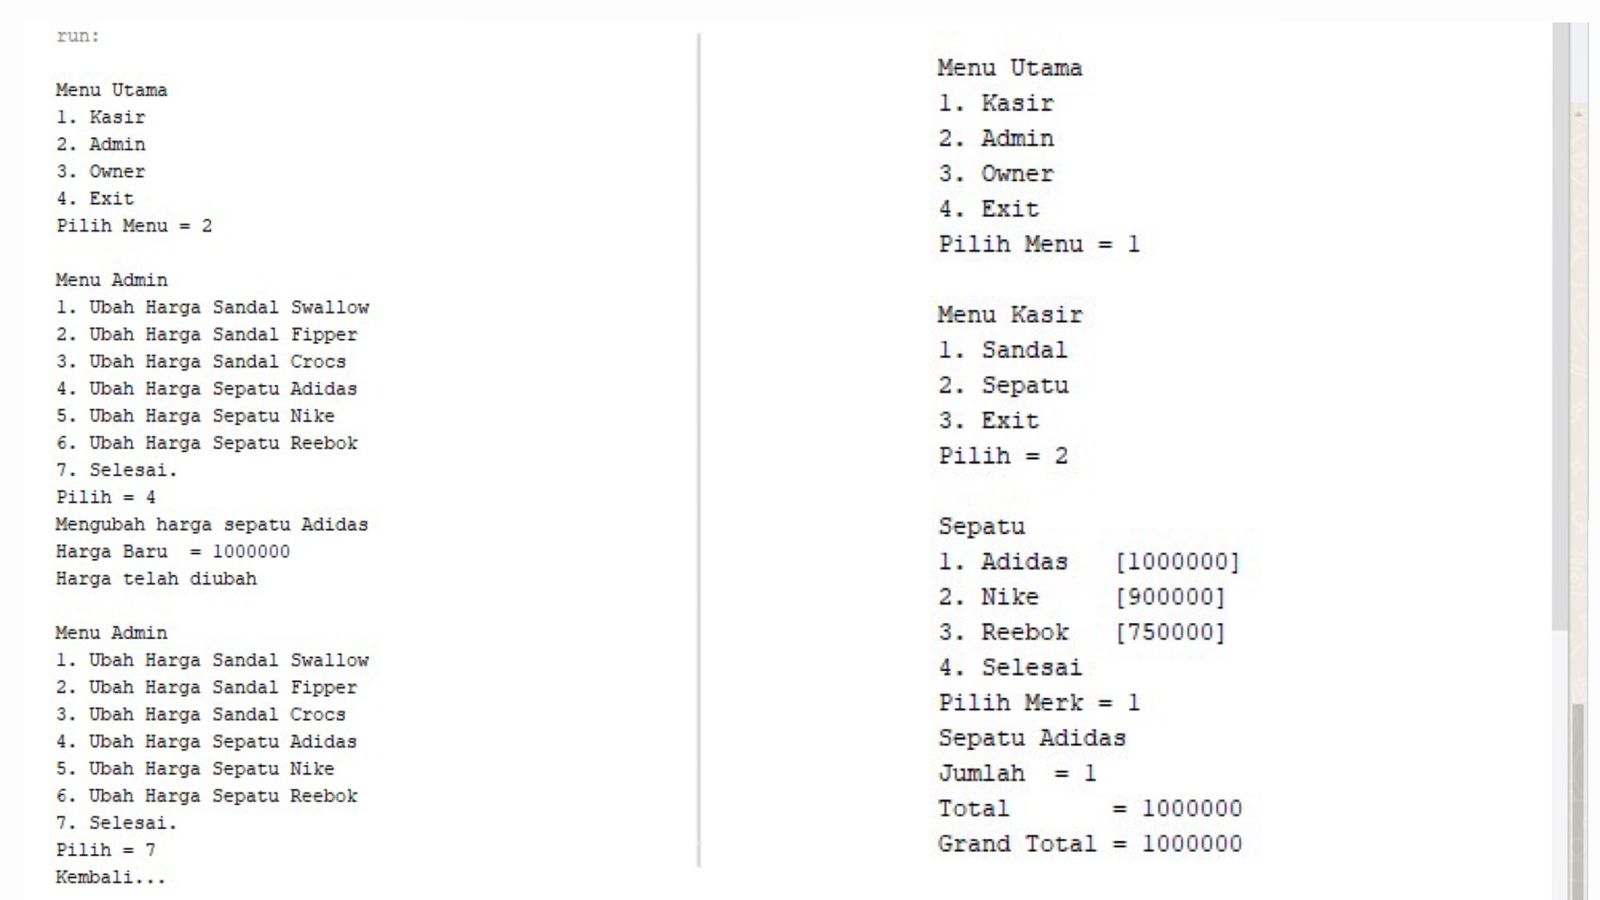 run:
Menu Utama
1. Kasir
2. Admin
3. Owner
4. Exit
Pilih Menu = 2
Menu Admin
1. Ubah Harga Sandal Swallow
2. Ubah Harga Sandal Fipper
3. Ubah Harga Sandal Crocs
4. Ubah Harga Sepatu Adidas
5. Ubah Harga Sepatu Nike
6. Ubah Harga Sepatu Reebok
7. Selesai.
Pilih = 4
Mengubah harga sepatu Adidas
Harga Baru  = 1000000
Harga telah diubah
Menu Admin
1. Ubah Harga Sandal Swallow
2. Ubah Harga Sandal Fipper
3. Ubah Harga Sandal Crocs
4. Ubah Harga Sepatu Adidas
5. Ubah Harga Sepatu Nike
6. Ubah Harga Sepatu Reebok
7. Selesai.
Pilih = 7
Kembali...
Menu Utama
1. Kasir
2. Admin
3. Owner
4. Exit
Pilih Menu = 1
Menu Kasir
1. Sandal
2. Sepatu
3. Exit
Pilih = 2
Sepatu
1. Adidas   [1000000]
2. Nike     [900000]
3. Reebok   [750000]
4. Selesai
Pilih Merk = 1
Sepatu Adidas
Jumlah  = 1
Total       = 1000000
Grand Total = 1000000